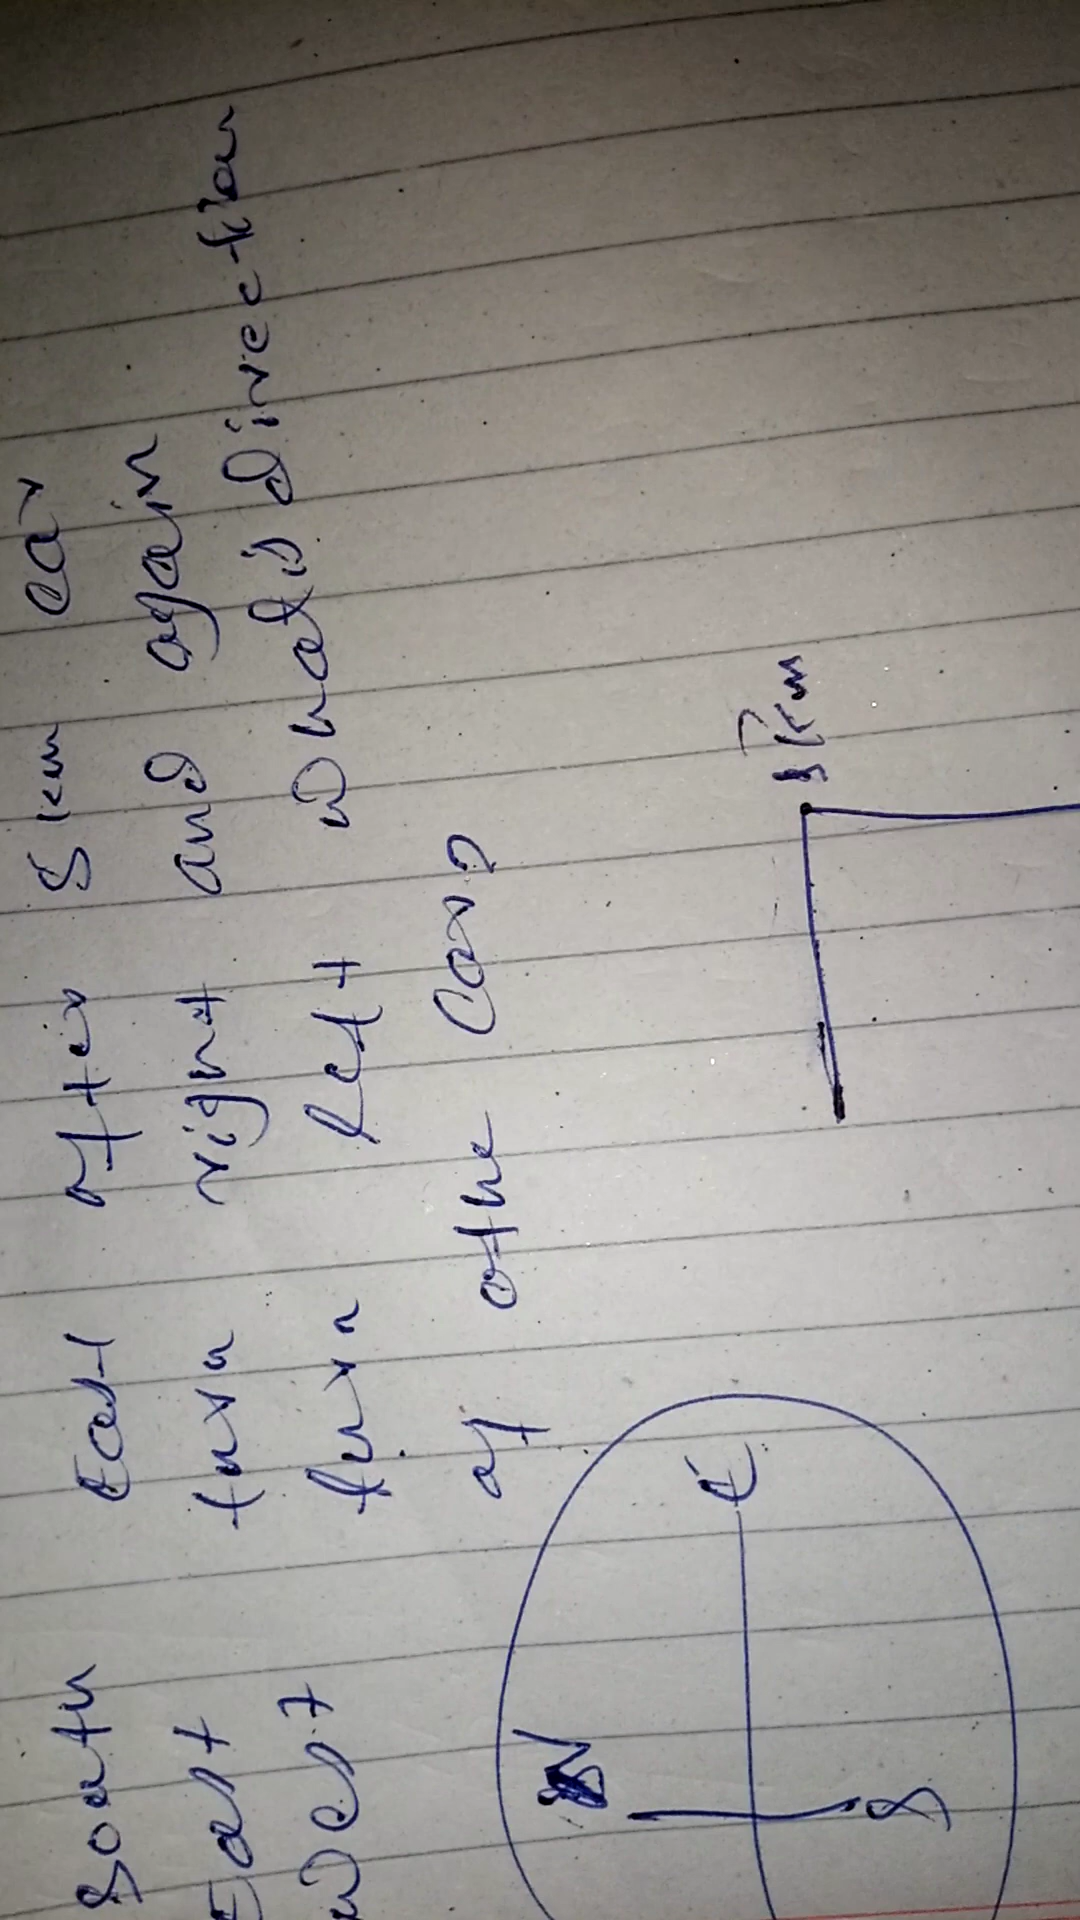 South East after 5 km car
East turn right and again
west turn left what is direction
of the car?
N
E
S
5 km